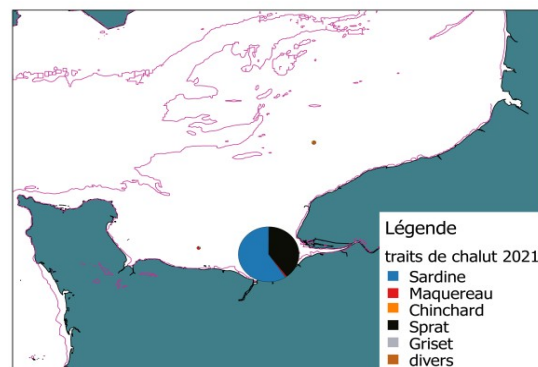 Légende
traits de chalut 2021
Sardine
Maquereau
Chinchard
Sprat
Griset
divers